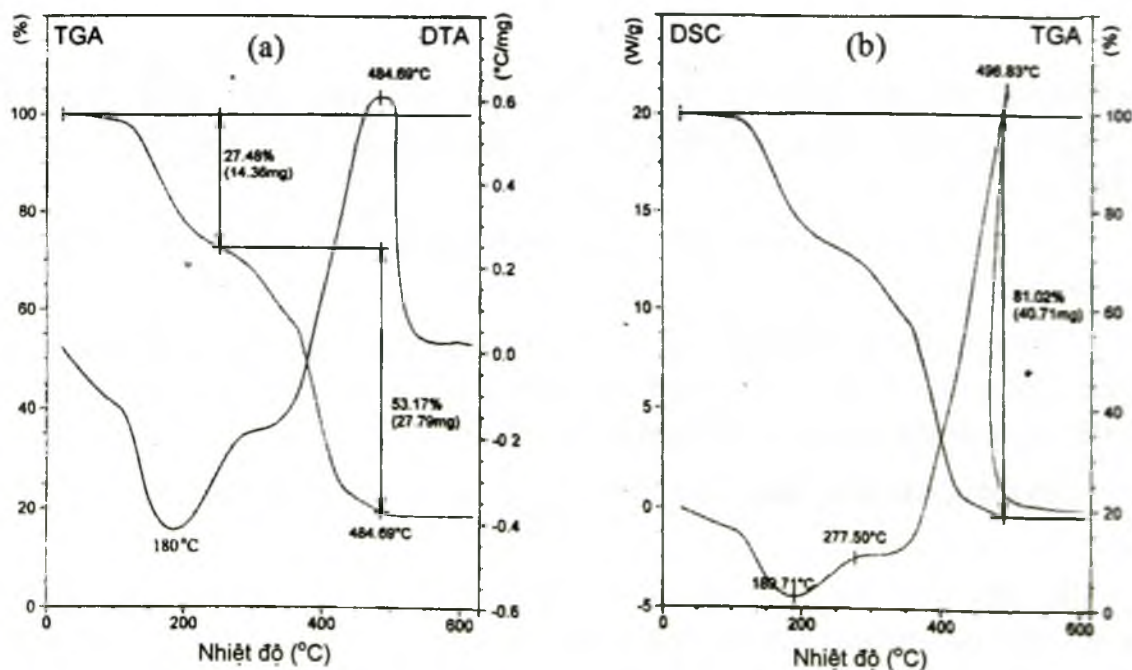 (%)
TGA
(a)
DTA
(°C/mg)
484.69°C
100
80
60
40
20
0
27.48%
(14.36mg)
53.17%
(27.79mg)
180°C
484.69°C
0.6
0.4
0.2
0.0
-0.2
-0.4
-0.6
0
200
400
600
Nhiệt độ (°C)
(W/g)
DSC
(b)
TGA
(%)
496.83°C
20
15
10
5
0
-5
81.02%
(40.71mg)
277.50°C
189.71°C
100
80
60
40
20
0
0
200
400
600
Nhiệt độ (°C)